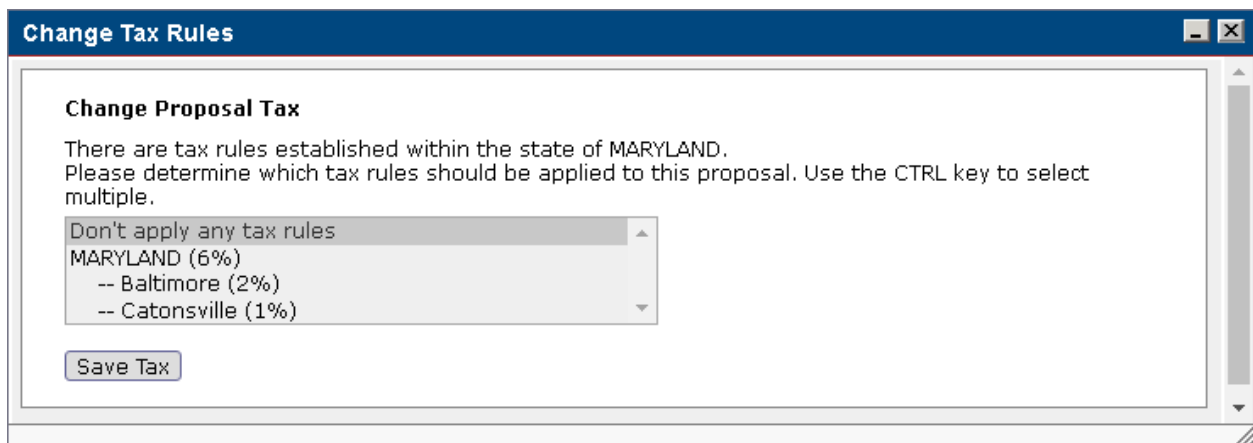 Change Tax Rules
Change Proposal Tax
There are tax rules established within the state of MARYLAND.
Please determine which tax rules should be applied to this proposal. Use the CTRL key to select
multiple.
Don't apply any tax rules
MARYLAND (6%)
-- Baltimore (2%)
-- Catonsville (1%)
Save Tax